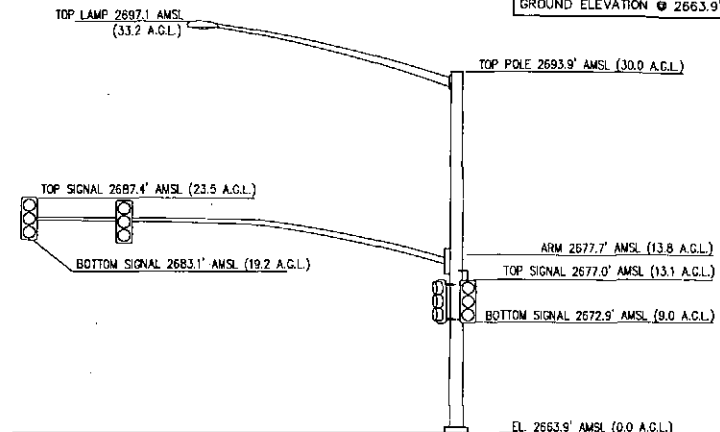 GROUND ELEVATION @ 2663.9'
TOP LAMP 2697.1 AMSL
(33.2 A.G.L.)
TOP POLE 2693.9' AMSL (30.0 A.G.L.)
TOP SIGNAL 2687.4' AMSL (23.5 A.G.L.)
BOTTOM SIGNAL 2683.1' AMSL (19.2 A.G.L.)
ARM 2677.7' AMSL (13.8 A.G.L.)
TOP SIGNAL 2677.0' AMSL (13.1 A.G.L.)
BOTTOM SIGNAL 2672.9' AMSL (9.0 A.G.L.)
EL. 2663.9' AMSL (0.0 A.G.L.)